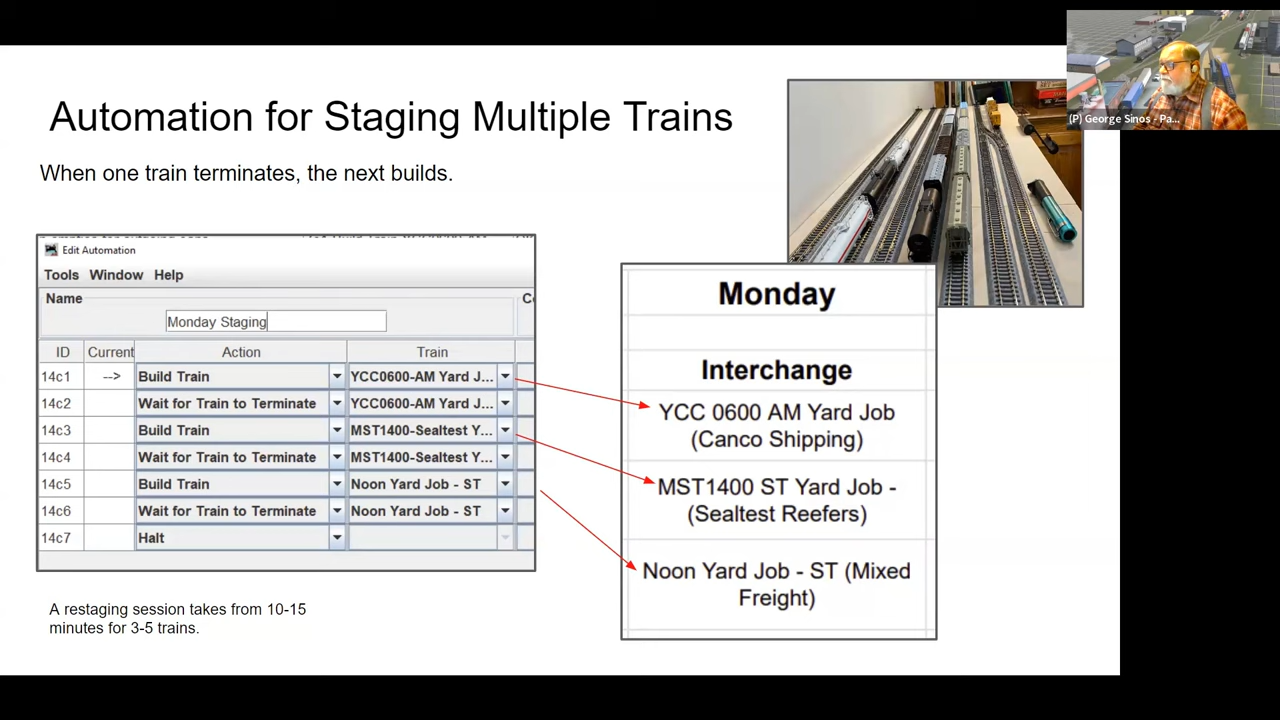 Automation for Staging Multiple Trains
(P) George Sinos - Pa...
When one train terminates, the next builds.
Edit Automation
Tools Window Help
Name
Monday Staging
ID Current Action Train
14c1 --> Build Train YCC0600-AM Yard J...
14c2 Wait for Train to Terminate YCC0600-AM Yard J...
14c3 Build Train MST1400-Sealtest Y...
14c4 Wait for Train to Terminate MST1400-Sealtest Y...
14c5 Build Train Noon Yard Job - ST
14c6 Wait for Train to Terminate Noon Yard Job - ST
14c7 Halt
Monday
Interchange
YCC 0600 AM Yard Job
(Canco Shipping)
MST1400 ST Yard Job -
(Sealtest Reefers)
Noon Yard Job - ST (Mixed
Freight)
A restaging session takes from 10-15
minutes for 3-5 trains.